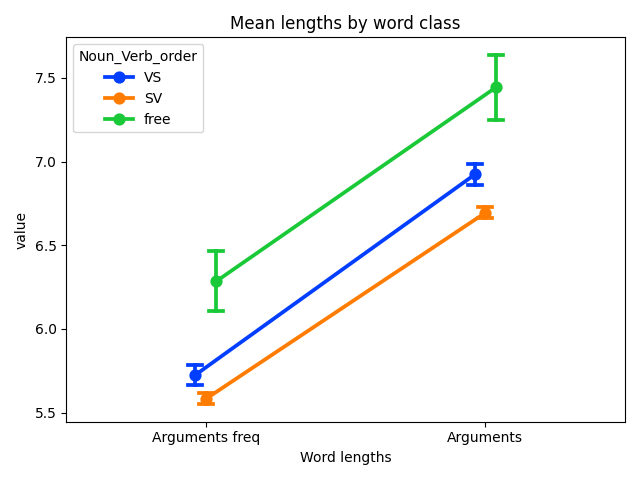 Mean lengths by word class
Noun_Verb_order
VS
SV
free
value
7.5
7.0
6.5
6.0
5.5
Arguments freq
Arguments
Word lengths